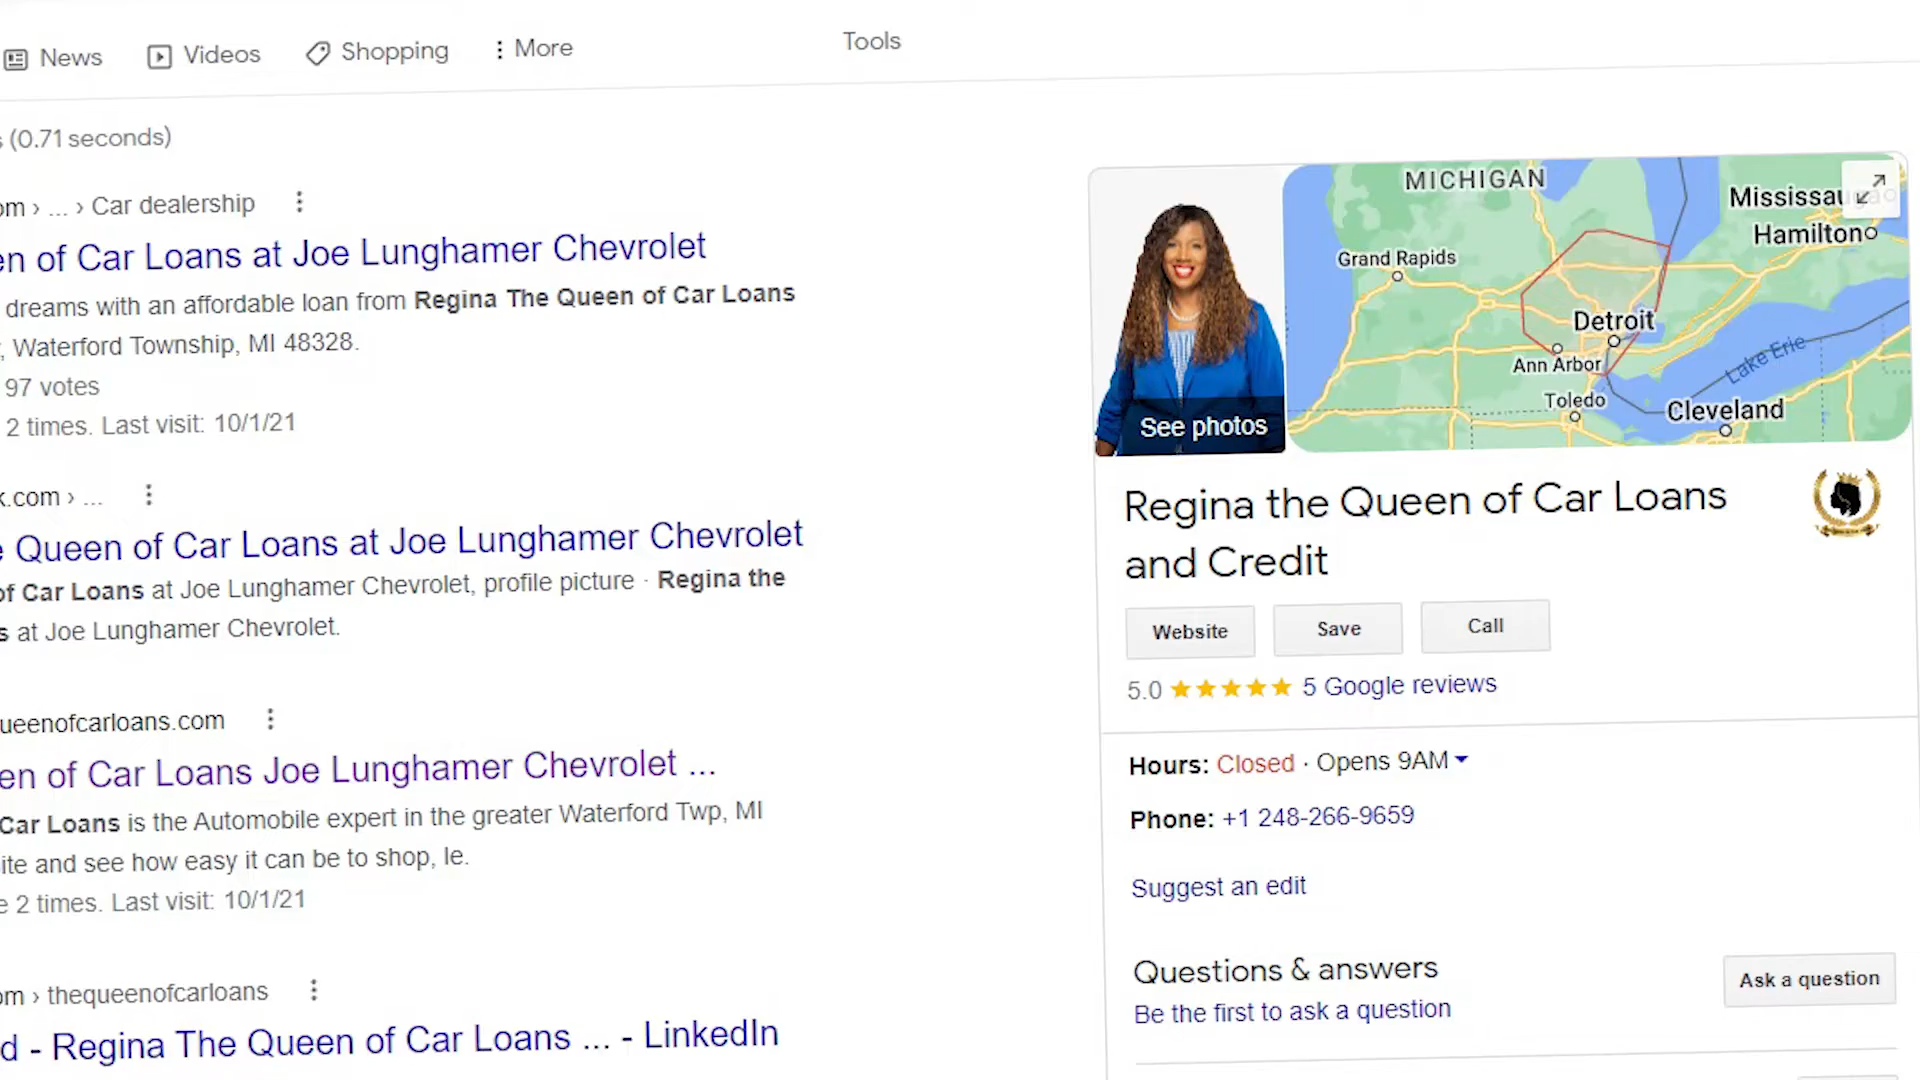 News
Videos
Shopping
More
Tools
(0.71 seconds)
om › ... › Car dealership
en of Car Loans at Joe Lunghamer Chevrolet
dreams with an affordable loan from Regina The Queen of Car Loans
, Waterford Township, MI 48328.
97 votes
2 times. Last visit: 10/1/21
k.com › ...
e Queen of Car Loans at Joe Lunghamer Chevrolet
of Car Loans at Joe Lunghamer Chevrolet, profile picture · Regina the
s at Joe Lunghamer Chevrolet.
ueenofcarloans.com
en of Car Loans Joe Lunghamer Chevrolet ...
Car Loans is the Automobile expert in the greater Waterford Twp, MI
ite and see how easy it can be to shop, le.
e 2 times. Last visit: 10/1/21
om › thequeenofcarloans
d - Regina The Queen of Car Loans ... - LinkedIn
See photos
MICHIGAN
Grand Rapids
Hamilton
Detroit
Ann Arbor
Lake Erie
Toledo
Cleveland
Regina the Queen of Car Loans
and Credit
Website
Save
Call
5.0 ★★★★★ 5 Google reviews
Hours: Closed · Opens 9AM
Phone: +1 248-266-9659
Suggest an edit
Questions & answers
Be the first to ask a question
Ask a question